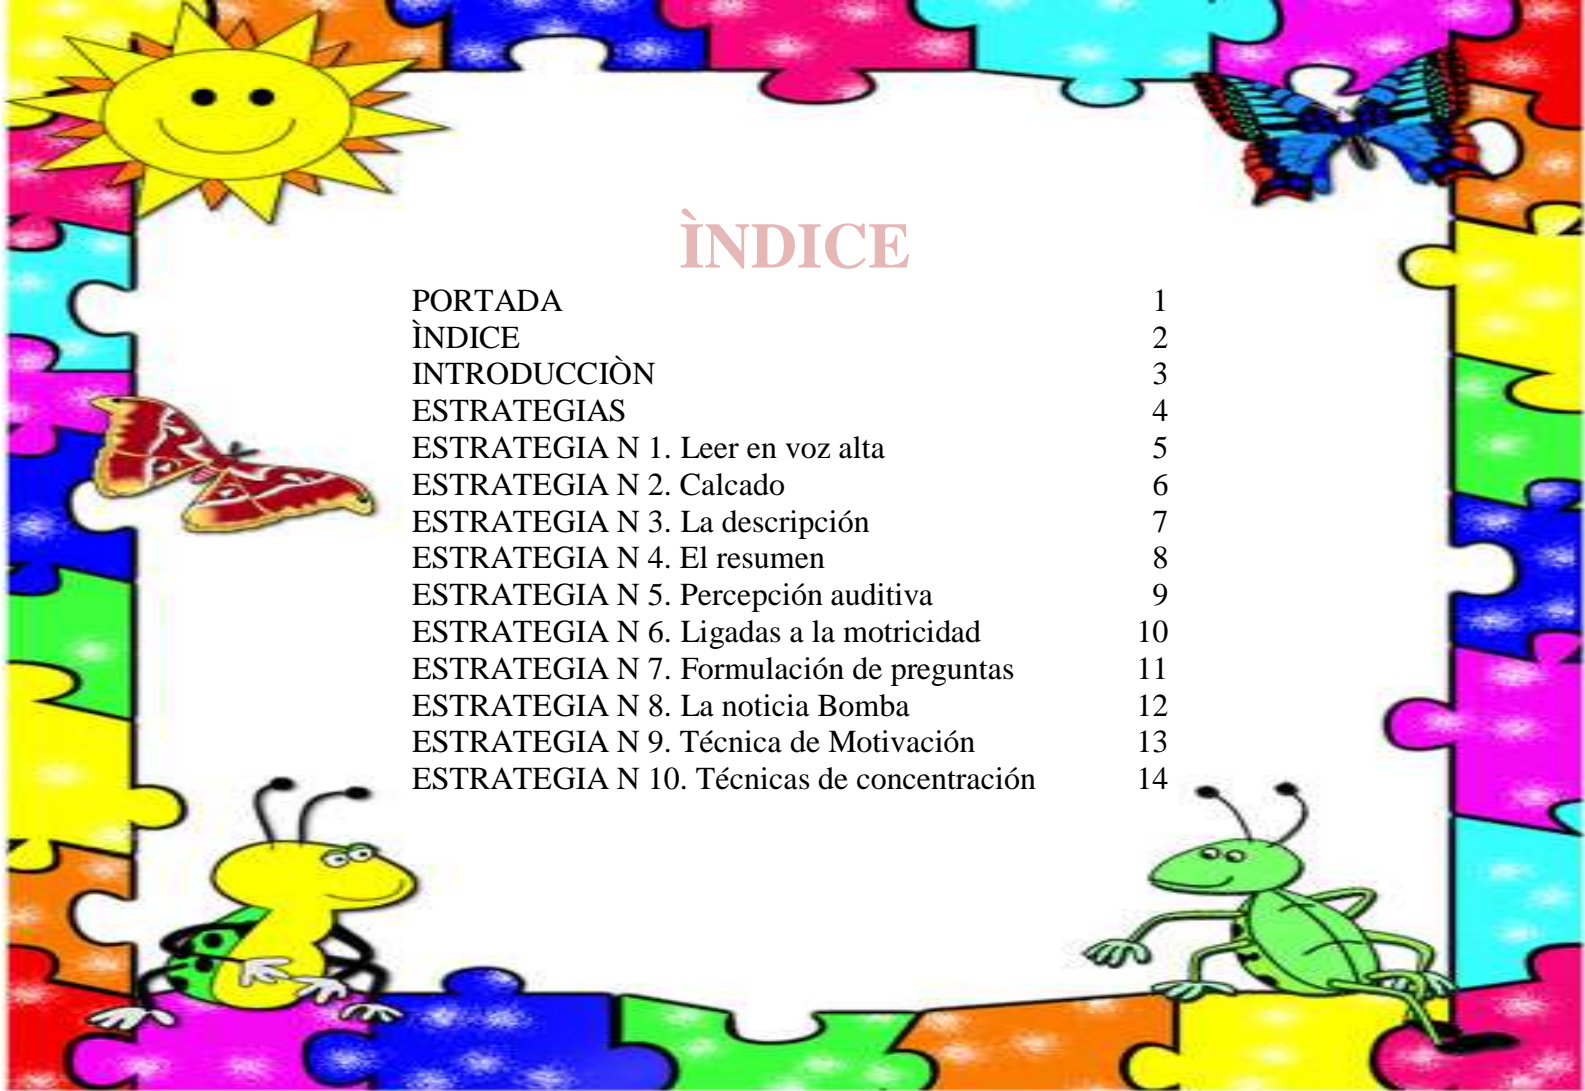 ÌNDICE
PORTADA 1
ÌNDICE 2
INTRODUCCIÒN 3
ESTRATEGIAS 4
ESTRATEGIA N 1. Leer en voz alta 5
ESTRATEGIA N 2. Calcado 6
ESTRATEGIA N 3. La descripción 7
ESTRATEGIA N 4. El resumen 8
ESTRATEGIA N 5. Percepción auditiva 9
ESTRATEGIA N 6. Ligadas a la motricidad 10
ESTRATEGIA N 7. Formulación de preguntas 11
ESTRATEGIA N 8. La noticia Bomba 12
ESTRATEGIA N 9. Técnica de Motivación 13
ESTRATEGIA N 10. Técnicas de concentración 14